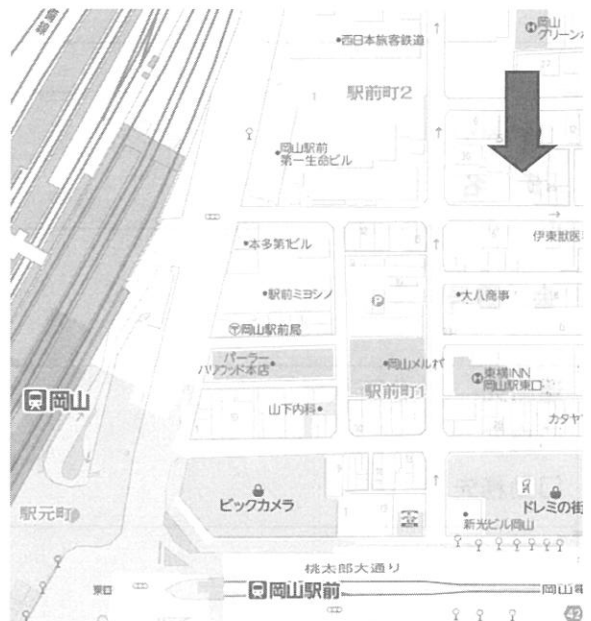 西日本旅客鉄道
岡山
駅前町2
岡山駅前
第一生命ビル
本多第1ビル
伊東獣医
駅前ミヨシノ
大八商事
P
岡山駅前局
パーラー
ハリウッド本店
岡山メルパ
東横INN
岡山駅東口
駅前町1
岡山
山下内科
カタヤ
ビックカメラ
ドレミの街
駅元町
新光ビル岡山
桃太郎大通り
東口
岡山駅前
岡山電
42